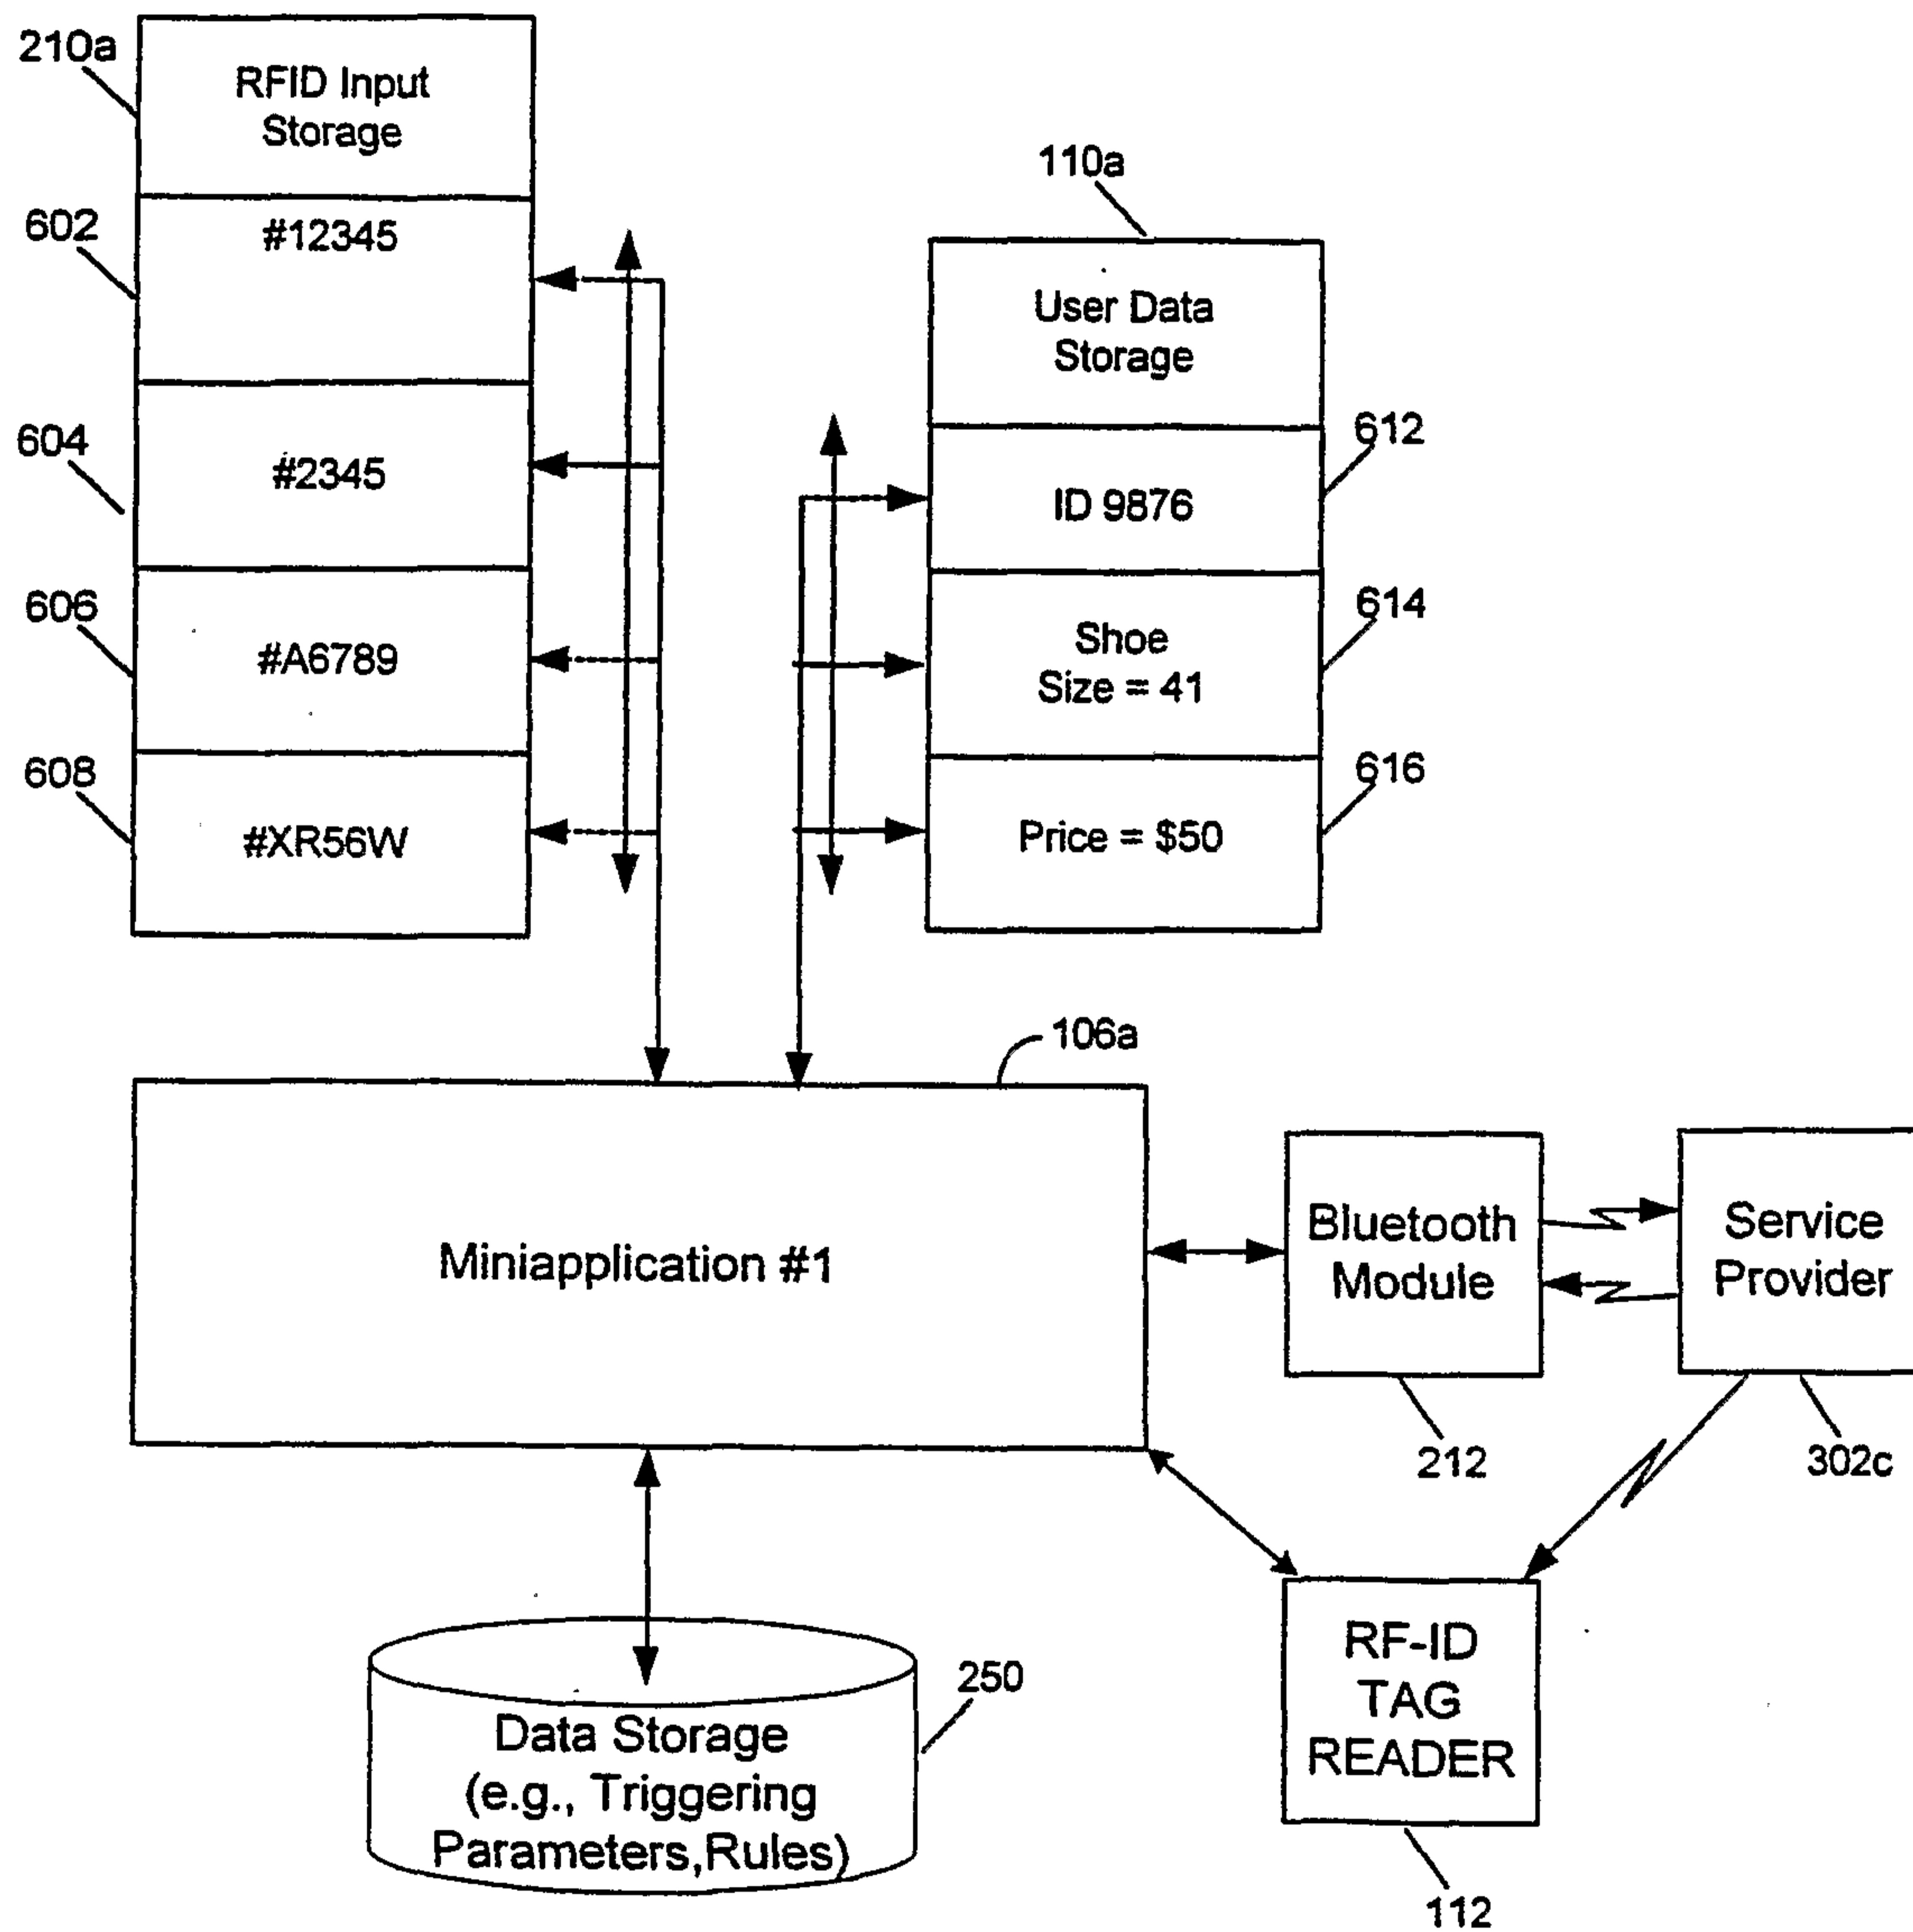 210a
RFID Input
Storage
602
#12345
604
#2345
606
#A6789
608
#XR56W
110a
User Data
Storage
612
ID 9876
614
Shoe
Size = 41
616
Price = $50
106a
Miniapplication #1
Bluetooth
Module
212
Service
Provider
302c
Data Storage
(e.g., Triggering
Parameters,Rules)
250
RF-ID
TAG
READER
112